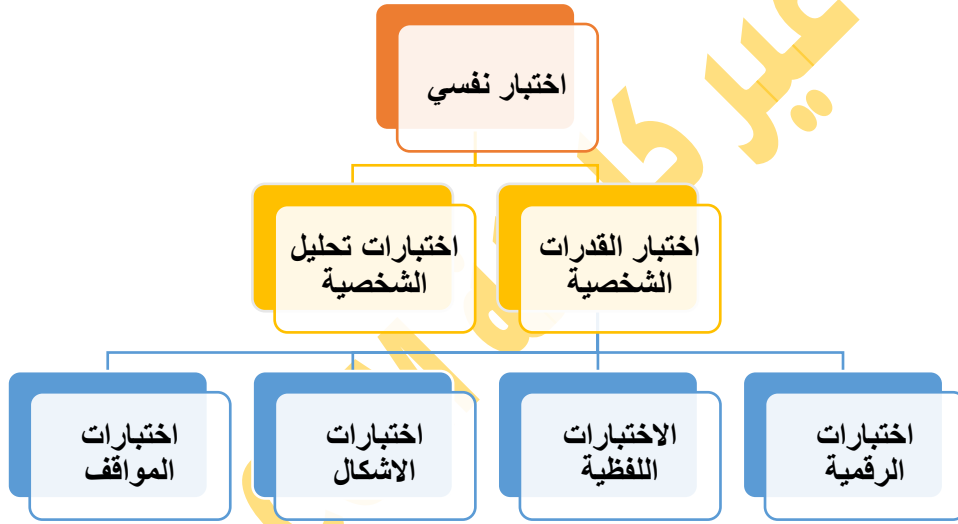 اختبار نفسي
اختبار القدرات
الشخصية
اختبارات تحليل
الشخصية
اختبارات
الرقمية
الاختبارات
اللفظية
اختبارات
الاشكال
اختبارات
المواقف